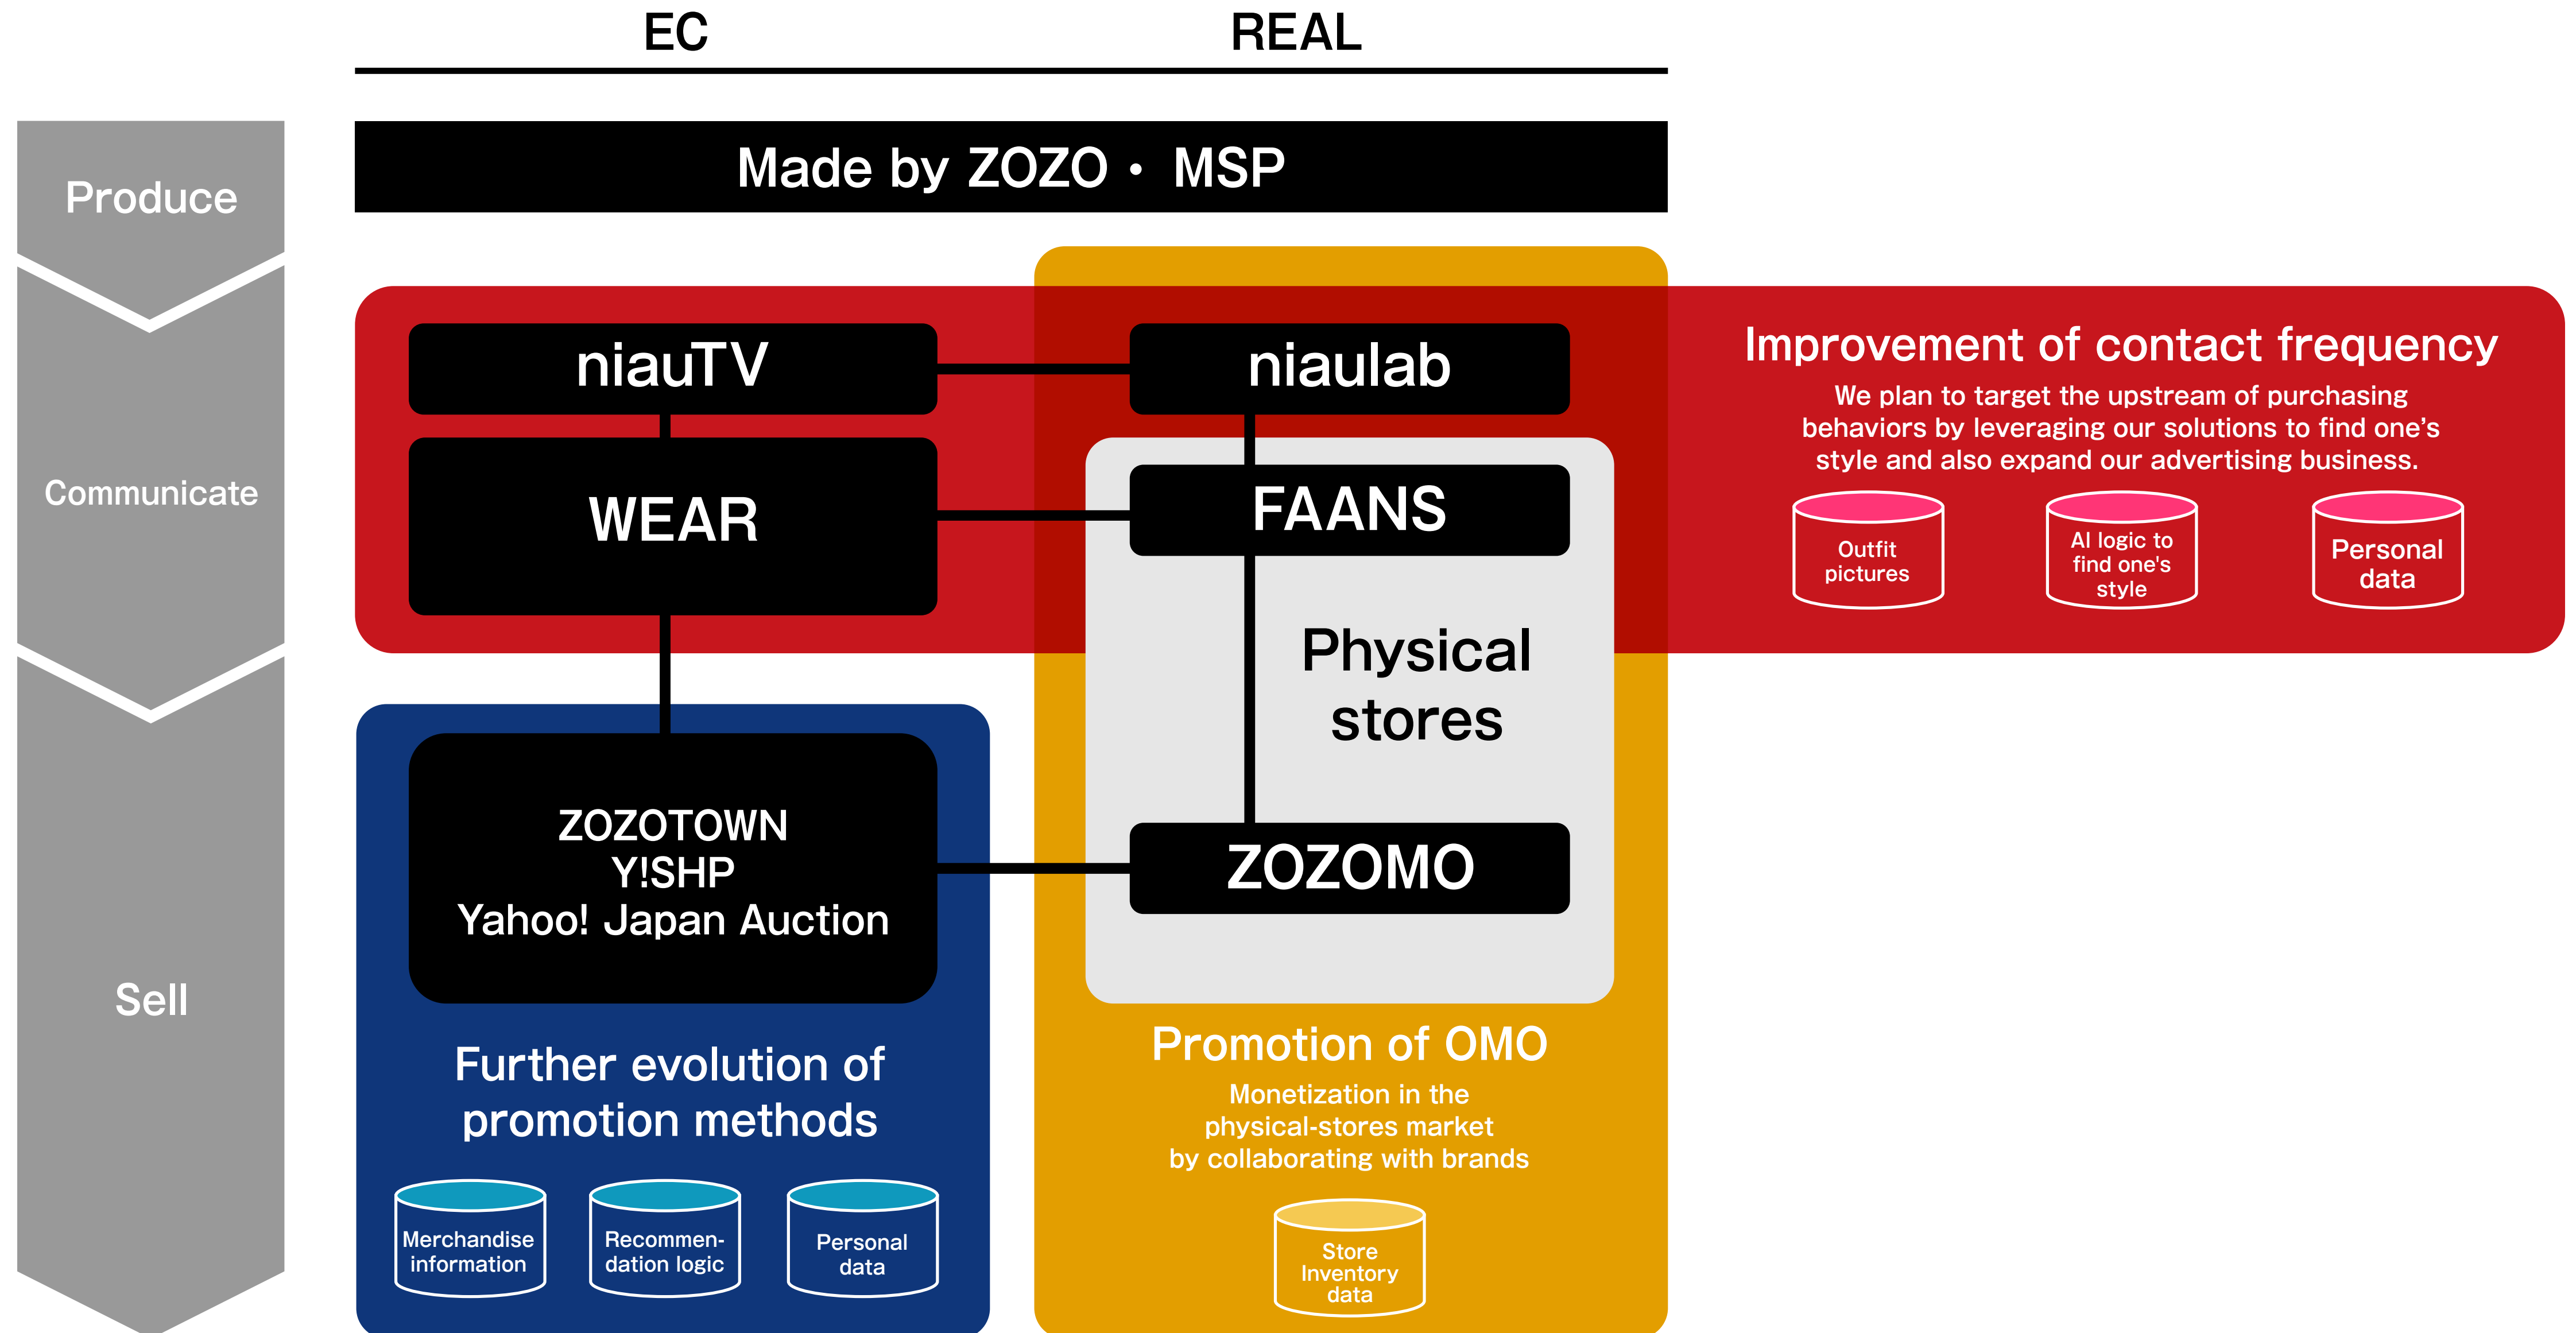 EC
REAL
Produce
Made by ZOZO・ MSP
Communicate
niauTV
niaulab
WEAR
FAANS
Physical
stores
Improvement of contact frequency
We plan to target the upstream of purchasing
behaviors by leveraging our solutions to find one’s
style and also expand our advertising business.
Outfit
pictures
AI logic to
find one's
style
Personal
data
Sell
ZOZOTOWN
Y!SHP
Yahoo! Japan Auction
ZOZOMO
Further evolution of
promotion methods
Merchandise
information
Recommen-
dation logic
Personal
data
Promotion of OMO
Monetization in the
physical-stores market
by collaborating with brands
Store
Inventory
data